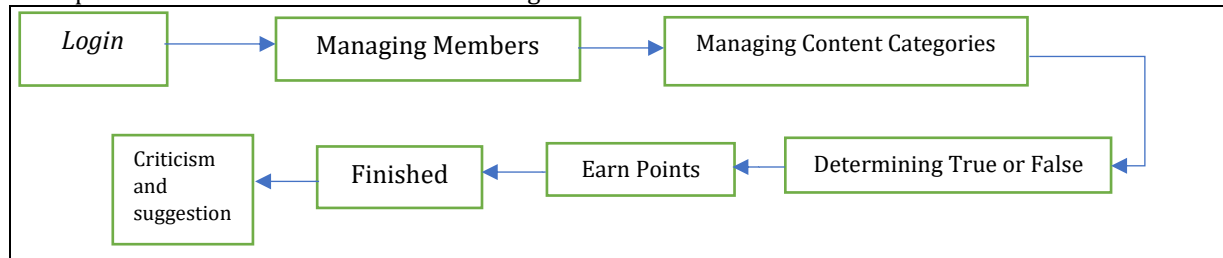 Login
Managing Members
Managing Content Categories
Determining True or False
Earn Points
Finished
Criticism
and
suggestion